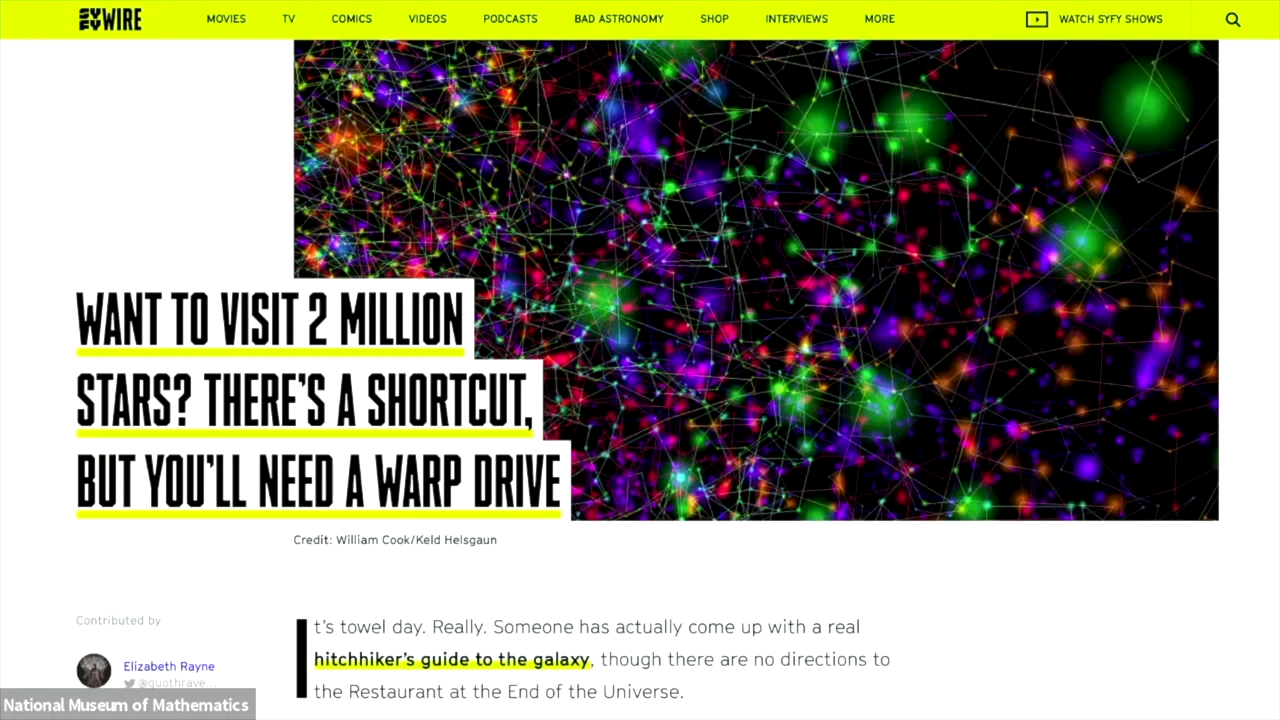 SYFY WIRE MOVIES TV COMICS VIDEOS PODCASTS BAD ASTRONOMY SHOP INTERVIEWS MORE WATCH SYFY SHOWS
WANT TO VISIT 2 MILLION
STARS? THERE'S A SHORTCUT,
BUT YOU'LL NEED A WARP DRIVE
Credit: William Cook/Keld Helsgaun
Contributed by
Elizabeth Rayne
@quothrave...
It's towel day. Really. Someone has actually come up with a real
hitchhiker's guide to the galaxy, though there are no directions to
the Restaurant at the End of the Universe.
National Museum of Mathematics